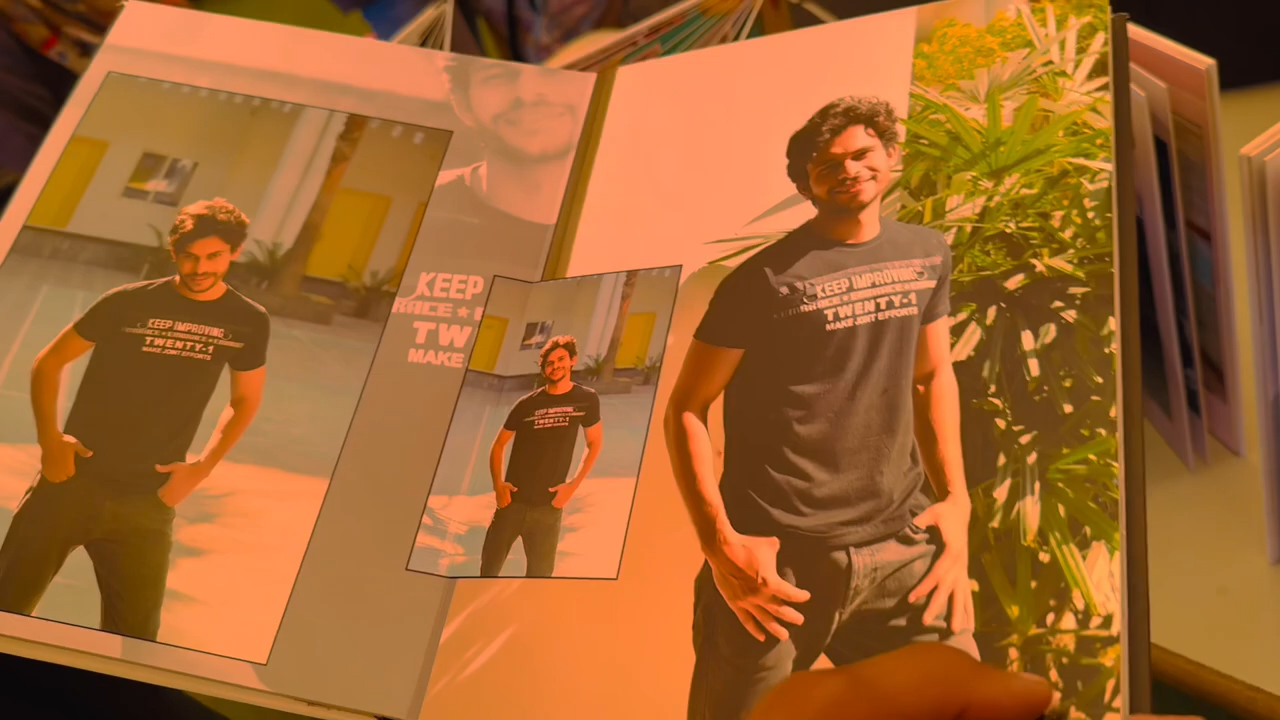 KEEP IMPROVING
TWENTY-1
MAKE JOINT EFFORTS
KEEP
RACE ★
TW
MAKE
KEEP IMPROVING
TWENTY-1
KEEP IMPROVING
TWENTY-1
MAKE JOINT EFFORTS